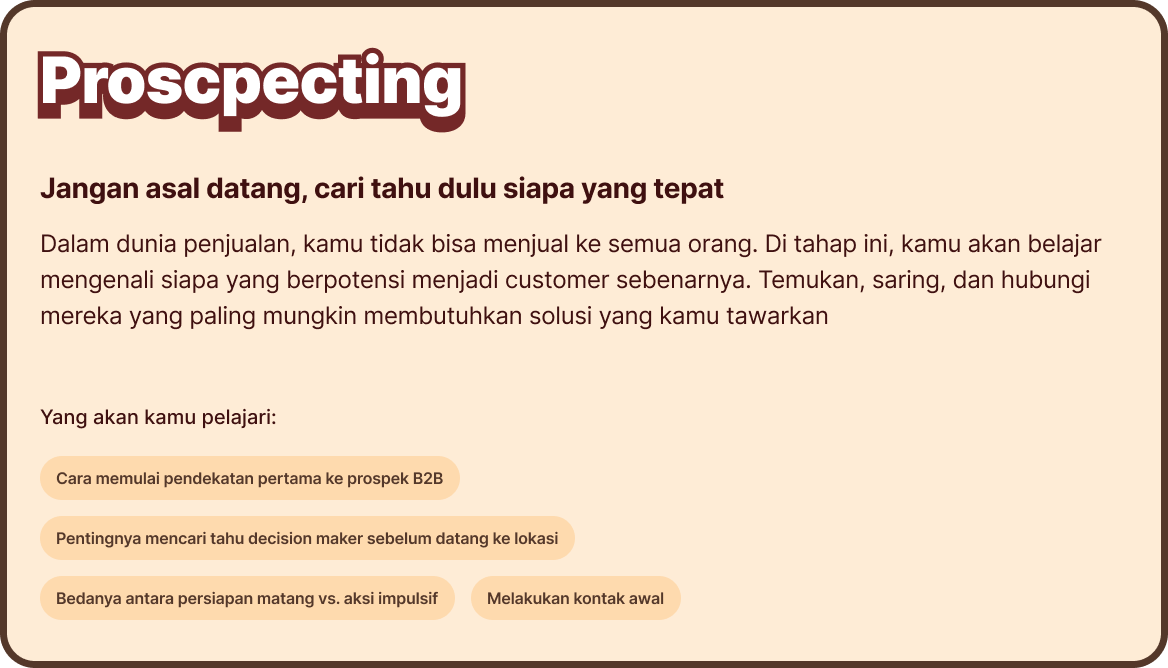 Proscpecting
Jangan asal datang, cari tahu dulu siapa yang tepat
Dalam dunia penjualan, kamu tidak bisa menjual ke semua orang. Di tahap ini, kamu akan belajar
mengenali siapa yang berpotensi menjadi customer sebenarnya. Temukan, saring, dan hubungi
mereka yang paling mungkin membutuhkan solusi yang kamu tawarkan
Yang akan kamu pelajari:
Cara memulai pendekatan pertama ke prospek B2B
Pentingnya mencari tahu decision maker sebelum datang ke lokasi
Bedanya antara persiapan matang vs. aksi impulsif
Melakukan kontak awal